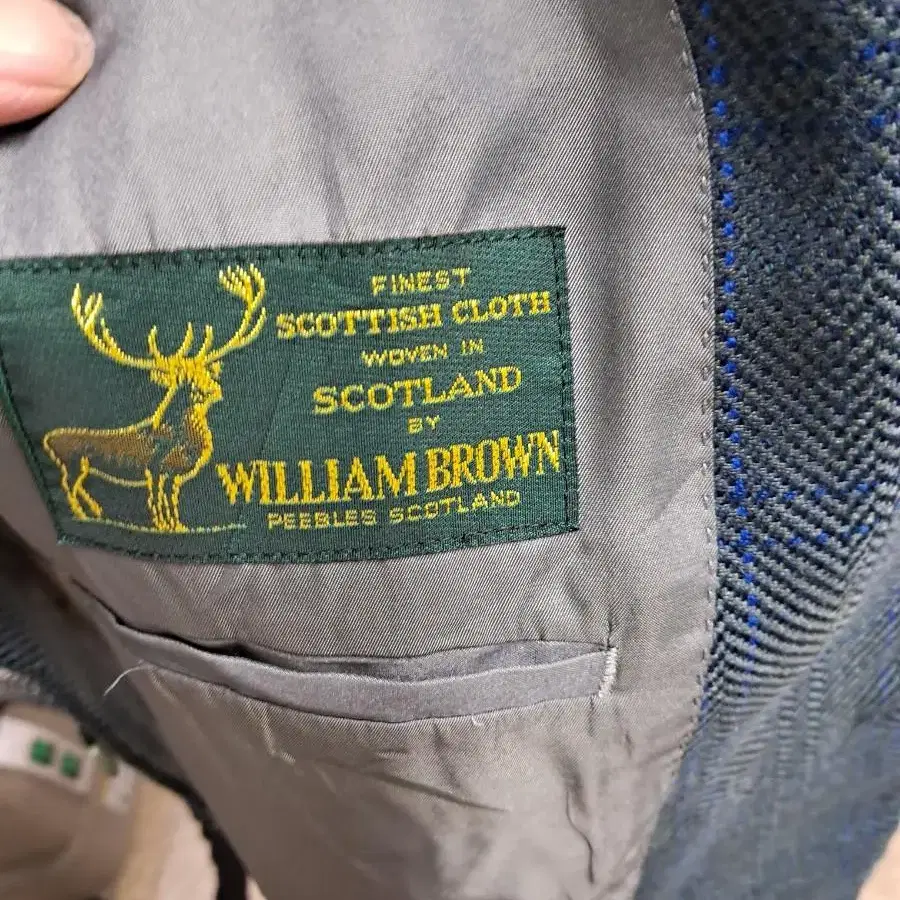 FINEST
SCOTTISH CLOTH
WOVEN IN
SCOTLAND
BY
WILLIAM BROWN
PEEBLES SCOTLAND